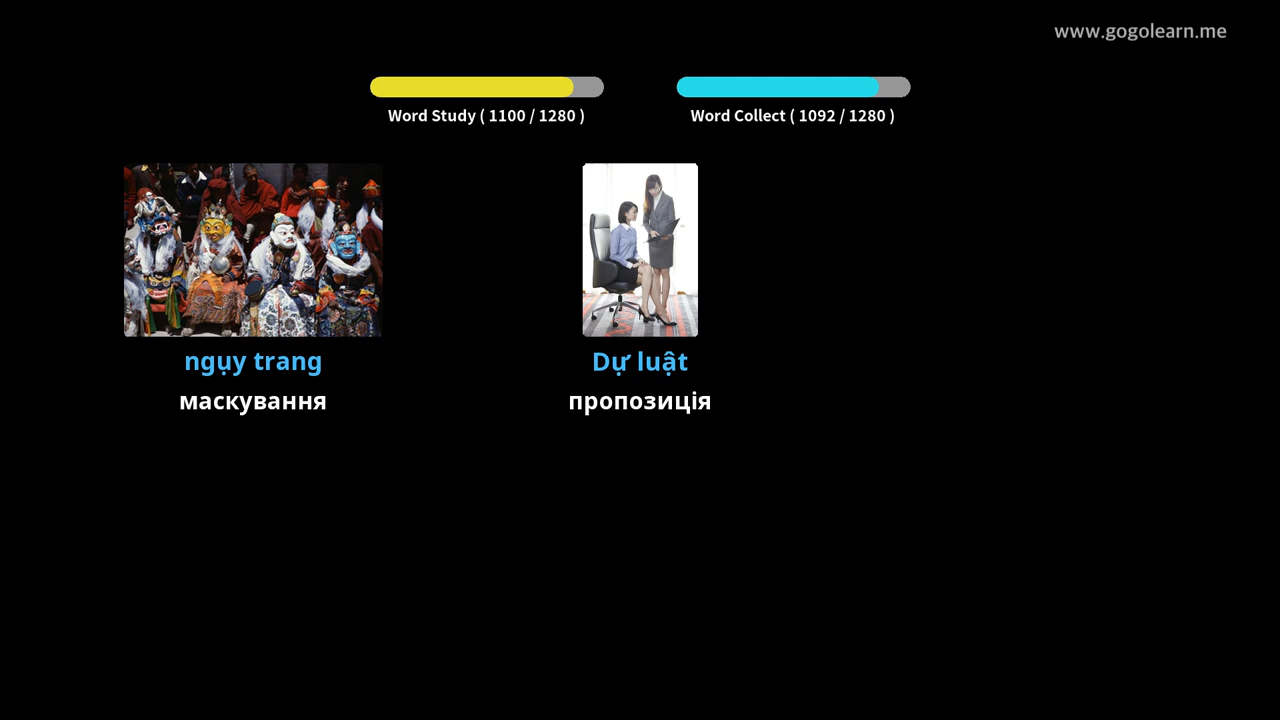 www.gogolearn.me
Word Study ( 1100 / 1280 )
Word Collect ( 1092 / 1280 )
ngụy trang
маскування
Dự luật
пропозиція